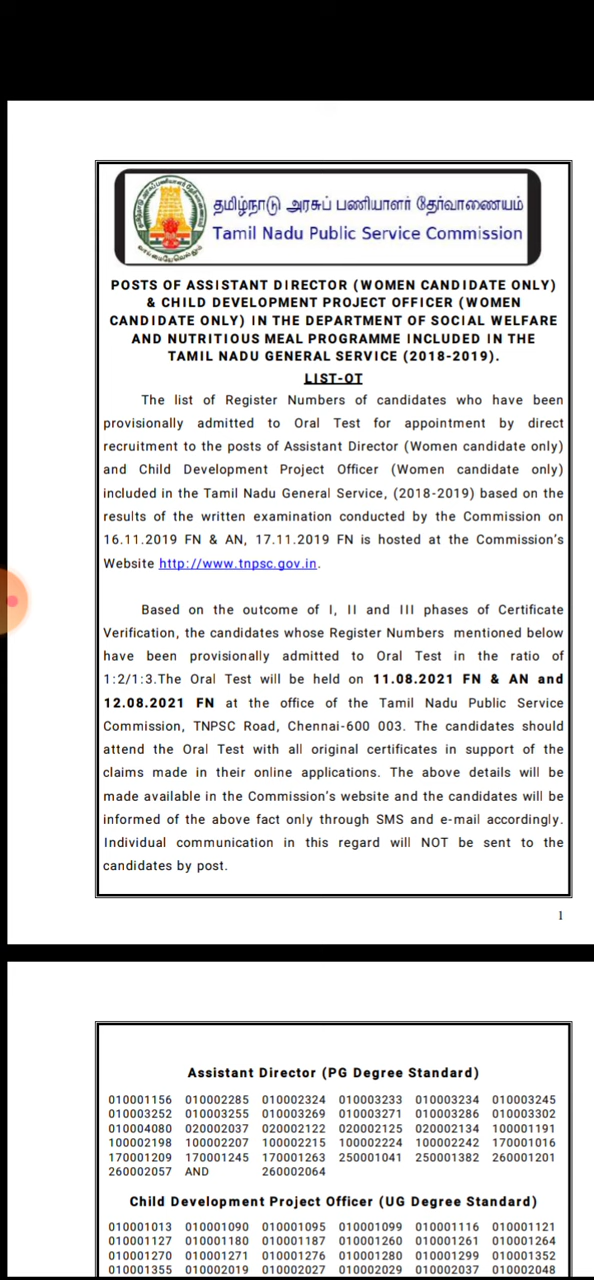 தமிழ்நாடு அரசுப் பணியாளர் தேர்வாணையம்
Tamil Nadu Public Service Commission
POSTS OF ASSISTANT DIRECTOR (WOMEN CANDIDATE ONLY)
& CHILD DEVELOPMENT PROJECT OFFICER (WOMEN
CANDIDATE ONLY) IN THE DEPARTMENT OF SOCIAL WELFARE
AND NUTRITIOUS MEAL PROGRAMME INCLUDED IN THE
TAMIL NADU GENERAL SERVICE (2018-2019).
LIST-OT
The list of Register Numbers of candidates who have been
provisionally admitted to Oral Test for appointment by direct
recruitment to the posts of Assistant Director (Women candidate only)
and Child Development Project Officer (Women candidate only)
included in the Tamil Nadu General Service, (2018-2019) based on the
results of the written examination conducted by the Commission on
16.11.2019 FN & AN, 17.11.2019 FN is hosted at the Commission's
Website http://www.tnpsc.gov.in.
Based on the outcome of I, II and III phases of Certificate
Verification, the candidates whose Register Numbers mentioned below
have been provisionally admitted to Oral Test in the ratio of
1:2/1:3.The Oral Test will be held on 11.08.2021 FN & AN and
12.08.2021 FN at the office of the Tamil Nadu Public Service
Commission, TNPSC Road, Chennai-600 003. The candidates should
attend the Oral Test with all original certificates in support of the
claims made in their online applications. The above details will be
made available in the Commission's website and the candidates will be
informed of the above fact only through SMS and e-mail accordingly.
Individual communication in this regard will NOT be sent to the
candidates by post.
1
Assistant Director (PG Degree Standard)
010001156 010002285 010002324 010003233 010003234 010003245
010003252 010003255 010003269 010003271 010003286 010003302
010004080 020002037 020002122 020002125 020002134 100001191
100002198 100002207 100002215 100002224 100002242 170001016
170001209 170001245 170001263 250001041 250001382 260001201
260002057 AND 260002064
Child Development Project Officer (UG Degree Standard)
010001013 010001090 010001095 010001099 010001116 010001121
010001127 010001180 010001187 010001260 010001261 010001264
010001270 010001271 010001276 010001280 010001299 010001352
010001355 010002019 010002027 010002029 010002037 010002048